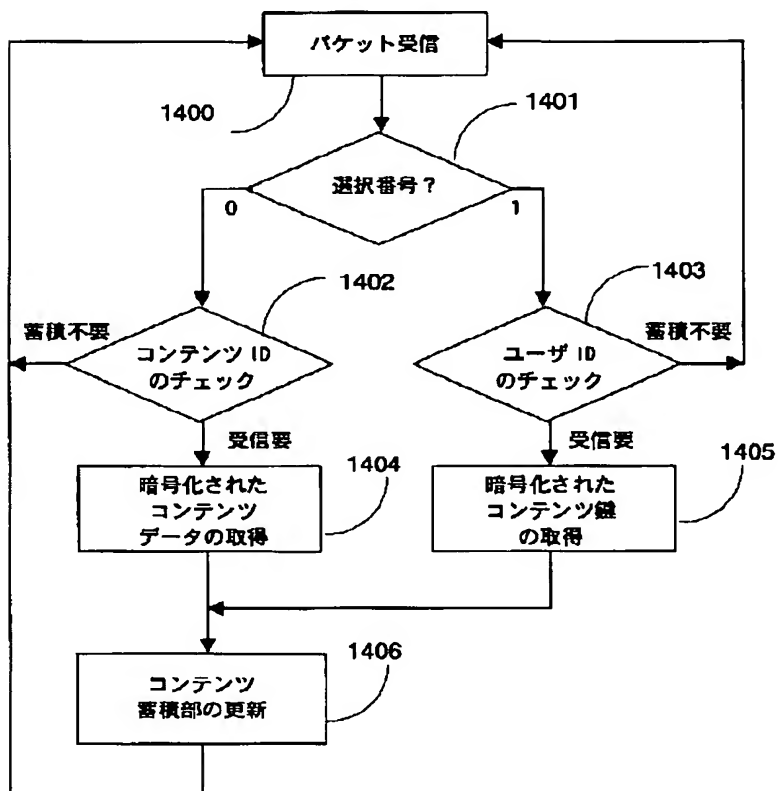 パケット受信
1400
1401
選択番号?
0
1
1402
1403
蓄積不要
コンテンツ ID
のチェック
ユーザ ID
のチェック
蓄積不要
受信要
受信要
1404
1405
暗号化された
コンテンツ
データの取得
暗号化された
コンテンツ鍵
の取得
1406
コンテンツ
蓄積部の更新